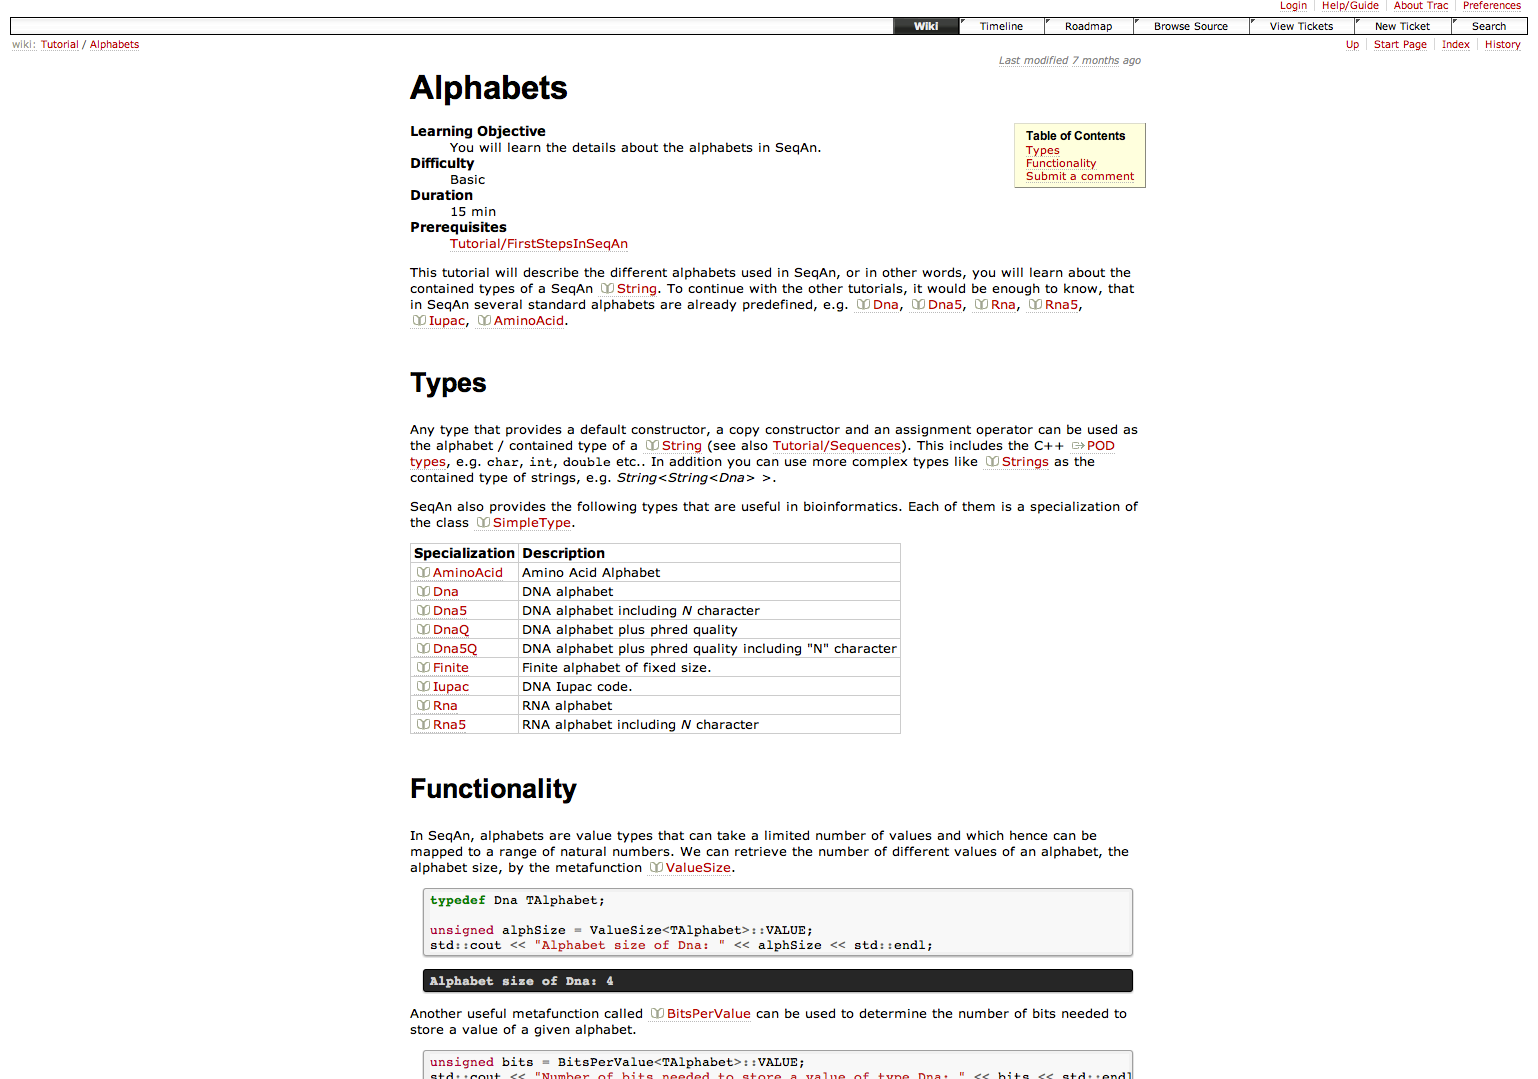 Login Help/Guide About Trac Preferences
Wiki Timeline Roadmap Browse Source View Tickets New Ticket Search
wiki: Tutorial / Alphabets
Up Start Page Index History
Last modified 7 months ago
Alphabets
Table of Contents
Types
Functionality
Submit a comment
Learning Objective
You will learn the details about the alphabets in SeqAn.
Difficulty
Basic
Duration
15 min
Prerequisites
Tutorial/FirstStepsInSeqAn
This tutorial will describe the different alphabets used in SeqAn, or in other words, you will learn about the
contained types of a SeqAn String. To continue with the other tutorials, it would be enough to know, that
in SeqAn several standard alphabets are already predefined, e.g. Dna, Dna5, Rna, Rna5,
Iupac, AminoAcid.
Types
Any type that provides a default constructor, a copy constructor and an assignment operator can be used as
the alphabet / contained type of a String (see also Tutorial/Sequences). This includes the C++ POD
types, e.g. char, int, double etc.. In addition you can use more complex types like Strings as the
contained type of strings, e.g. String<String<Dna> >.
SeqAn also provides the following types that are useful in bioinformatics. Each of them is a specialization of
the class SimpleType.
Specialization Description
AminoAcid Amino Acid Alphabet
Dna DNA alphabet
Dna5 DNA alphabet including N character
DnaQ DNA alphabet plus phred quality
Dna5Q DNA alphabet plus phred quality including "N" character
Finite Finite alphabet of fixed size.
Iupac DNA Iupac code.
Rna RNA alphabet
Rna5 RNA alphabet including N character
Functionality
In SeqAn, alphabets are value types that can take a limited number of values and which hence can be
mapped to a range of natural numbers. We can retrieve the number of different values of an alphabet, the
alphabet size, by the metafunction ValueSize.
typedef Dna TAlphabet;
unsigned alphSize = ValueSize<TAlphabet>::VALUE;
std::cout << "Alphabet size of Dna: " << alphSize << std::endl;
Alphabet size of Dna: 4
Another useful metafunction called BitsPerValue can be used to determine the number of bits needed to
store a value of a given alphabet.
unsigned bits = BitsPerValue<TAlphabet>::VALUE;
std::cout << "Number of bits needed to store a value of type Dna: " << bits << std::endl